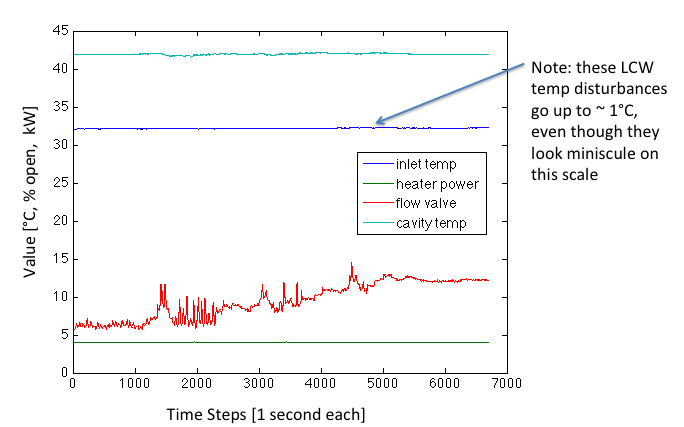 45
40
35
30
25
20
15
10
5
0
Value [°C, % open, kW]
0 1000 2000 3000 4000 5000 6000 7000
Time Steps [1 second each]
inlet temp
heater power
flow valve
cavity temp
Note: these LCW
temp disturbances
go up to ~ 1°C,
even though they
look miniscule on
this scale